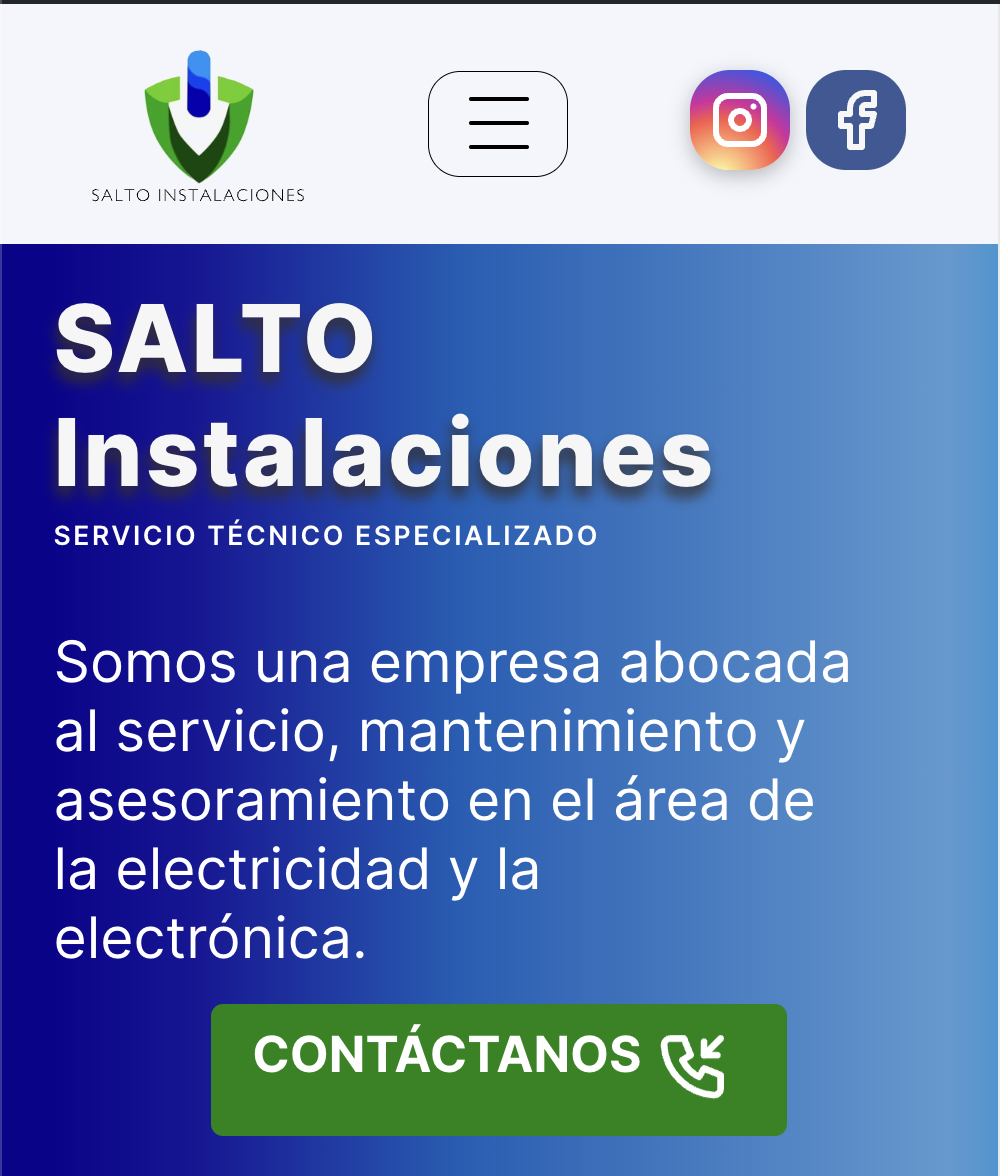 SALTO INSTALACIONES
SALTO
Instalaciones
SERVICIO TÉCNICO ESPECIALIZADO
Somos una empresa abocada
al servicio, mantenimiento y
asesoramiento en el área de
la electricidad y la
electrónica.
CONTÁCTANOS